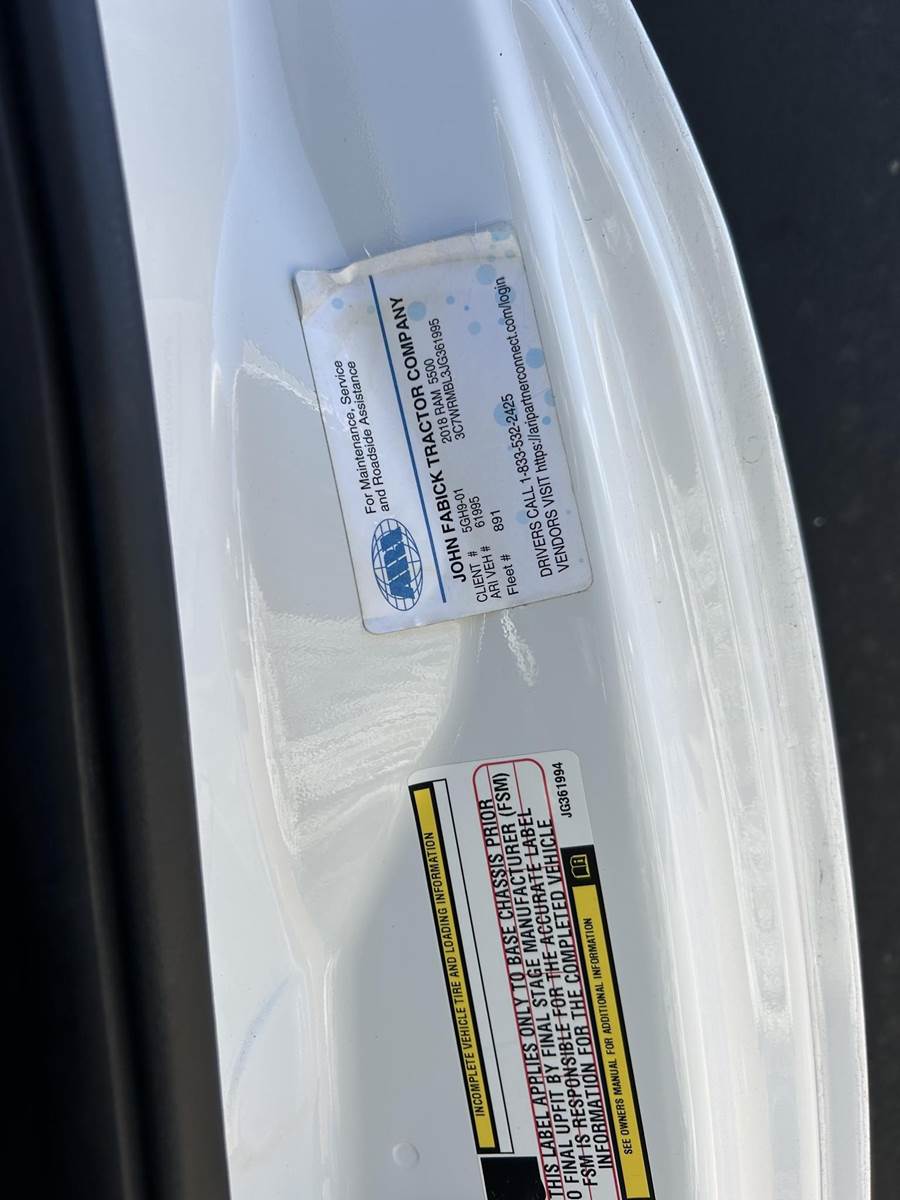 ARI
For Maintenance, Service
and Roadside Assistance
JOHN FABICK TRACTOR COMPANY
CLIENT # 5GH9-01 2018 RAM 5500
ARI VEH # 61995 3C7WRMBL3JG361995
Fleet # 891
DRIVERS CALL 1-833-532-2425
VENDORS VISIT https://aripartnerconnect.com/login
INCOMPLETE VEHICLE TIRE AND LOADING INFORMATION
THIS LABEL APPLIES ONLY TO BASE CHASSIS PRIOR
O FINAL UPFIT BY FINAL STAGE MANUFACTURER (FSM)
FSM IS RESPONSIBLE FOR THE ACCURATE LABEL
INFORMATION FOR THE COMPLETED VEHICLE
SEE OWNERS MANUAL FOR ADDITIONAL INFORMATION
JG361994